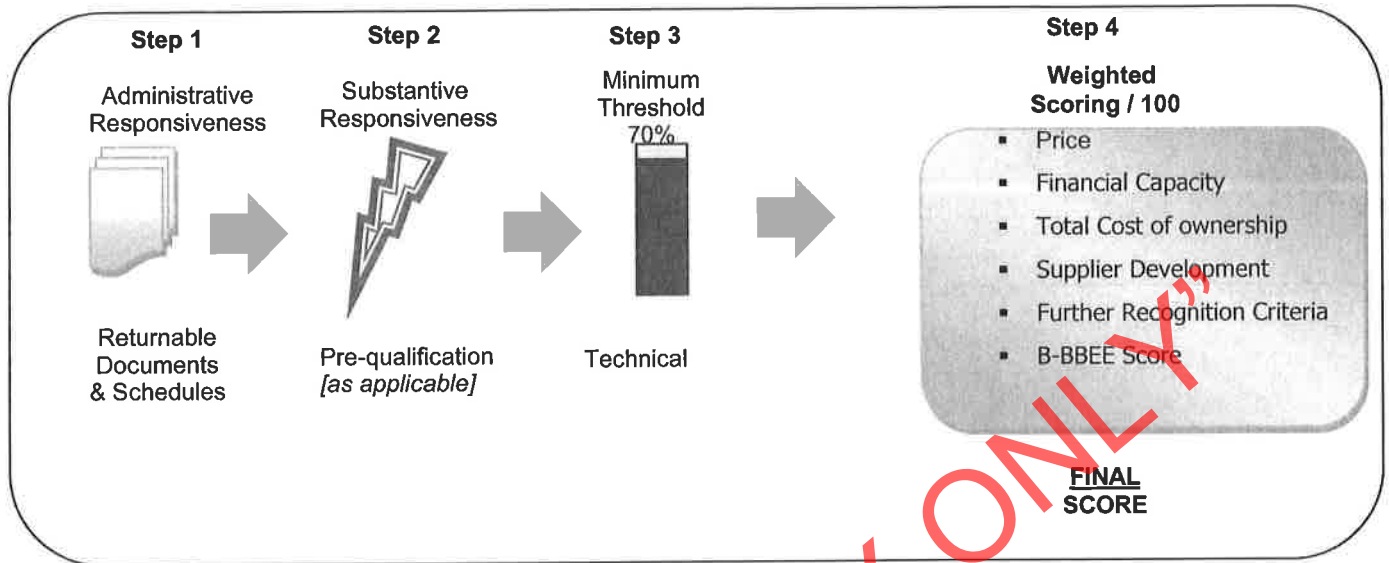 Step 1
Administrative
Responsiveness
Returnable
Documents
& Schedules
Step 2
Substantive
Responsiveness
Pre-qualification
[as applicable]
Step 3
Minimum
Threshold
70%
Technical
Step 4
Weighted
Scoring / 100
▪ Price
▪ Financial Capacity
▪ Total Cost of ownership
▪ Supplier Development
▪ Further Recognition Criteria
▪ B-BBEE Score
FINAL
SCORE
ONLY”